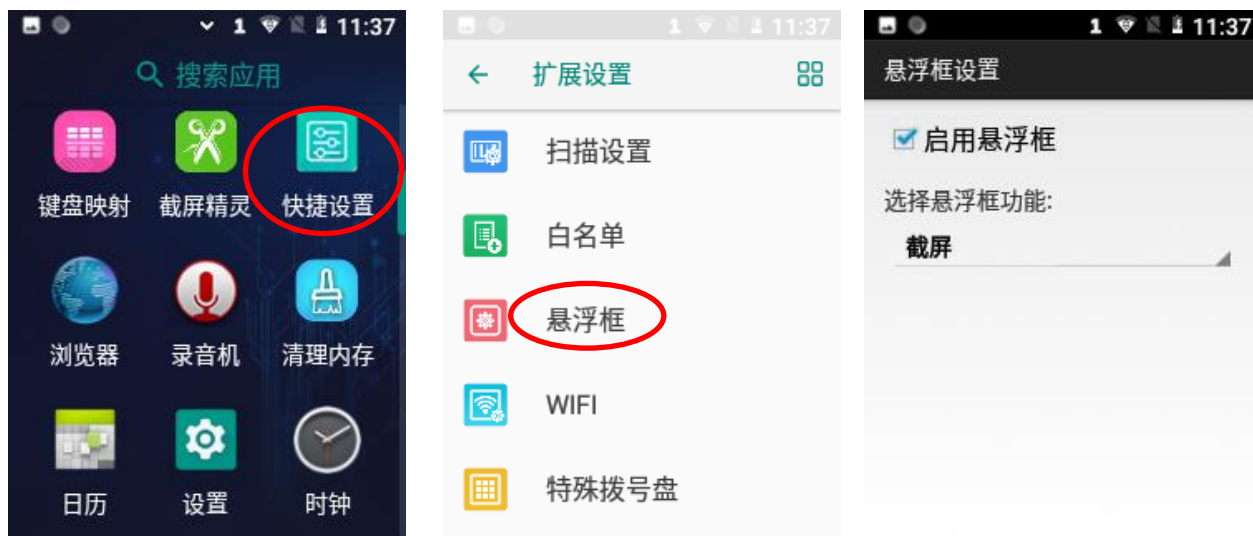 1 11:37
搜索应用
键盘映射 截屏精灵 快捷设置
浏览器 录音机 清理内存
日历 设置 时钟
1 11:37
扩展设置
扫描设置
白名单
悬浮框
WIFI
特殊拨号盘
1 11:37
悬浮框设置
启用悬浮框
选择悬浮框功能:
截屏